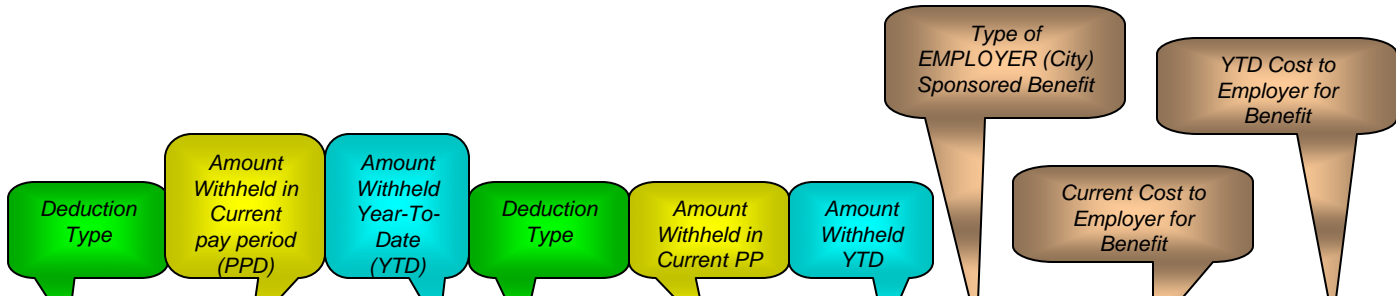 Deduction
Type
Amount
Withheld in
Current
pay period
(PPD)
Amount
Withheld
Year-To-
Date
(YTD)
Deduction
Type
Amount
Withheld in
Current PP
Amount
Withheld
YTD
Type of
EMPLOYER (City)
Sponsored Benefit
Current Cost to
Employer for
Benefit
YTD Cost to
Employer for
Benefit